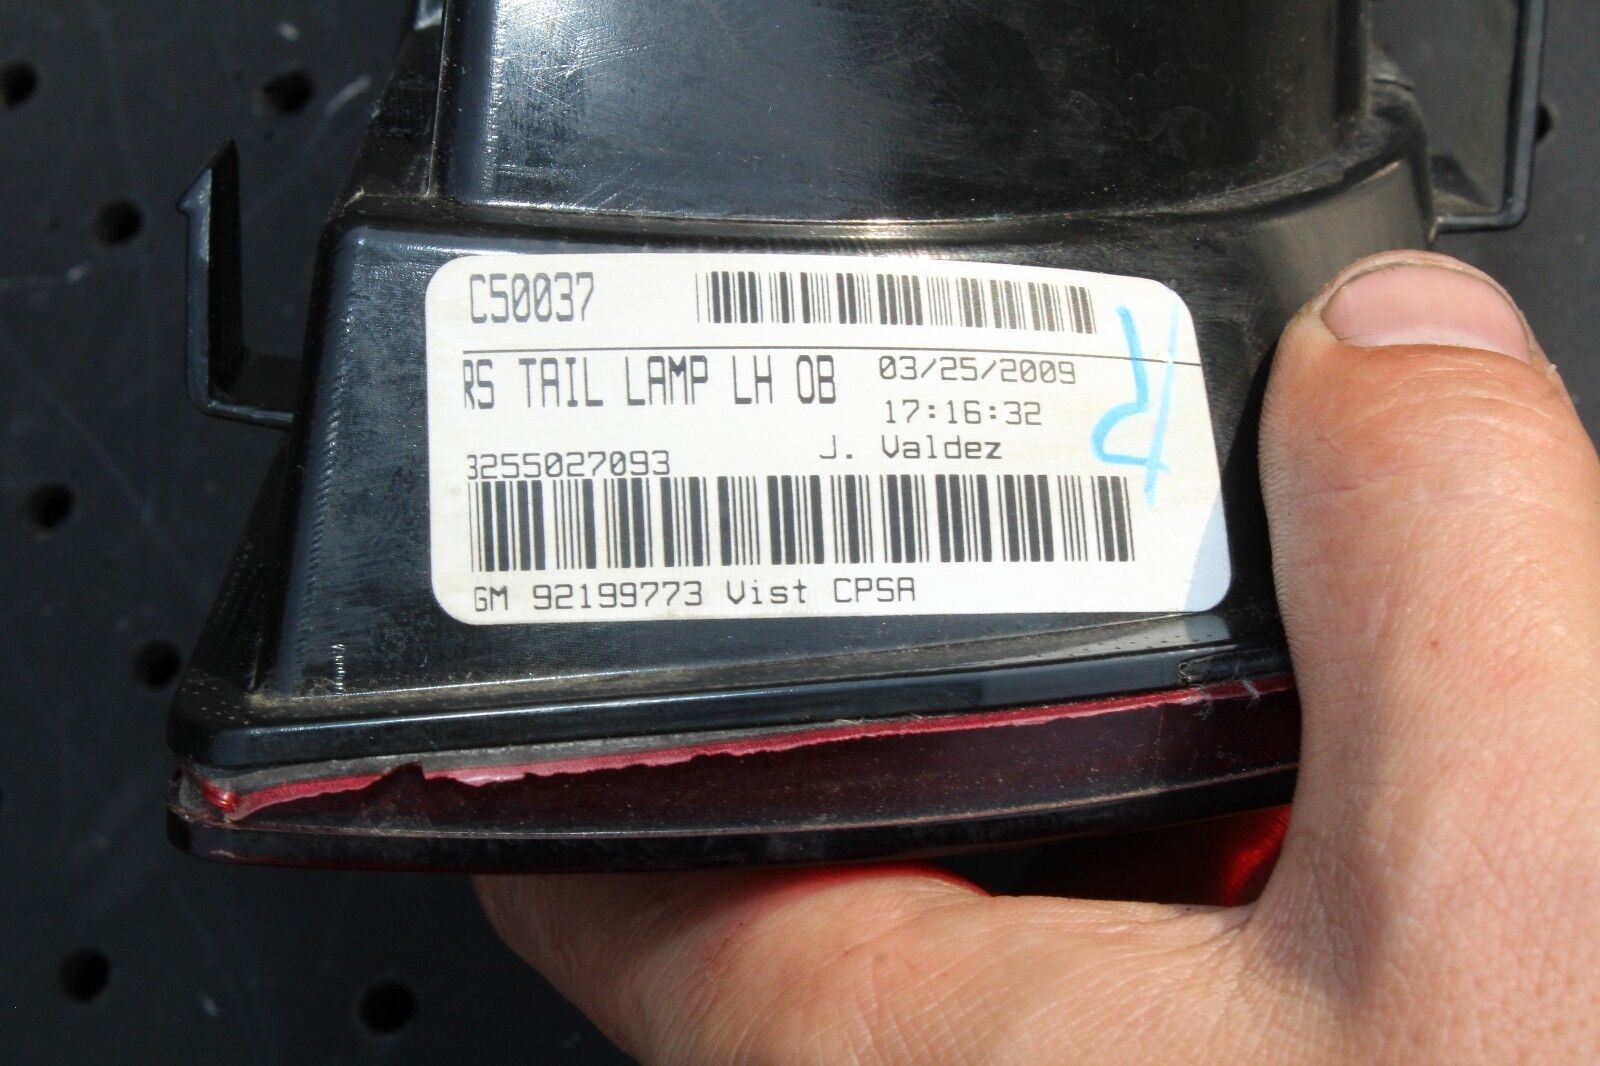 C50037
RS TAIL LAMP LH OB 03/25/2009
17:16:32
J. Valdez
3255027093
GM 92199773 Vist CPSA
R